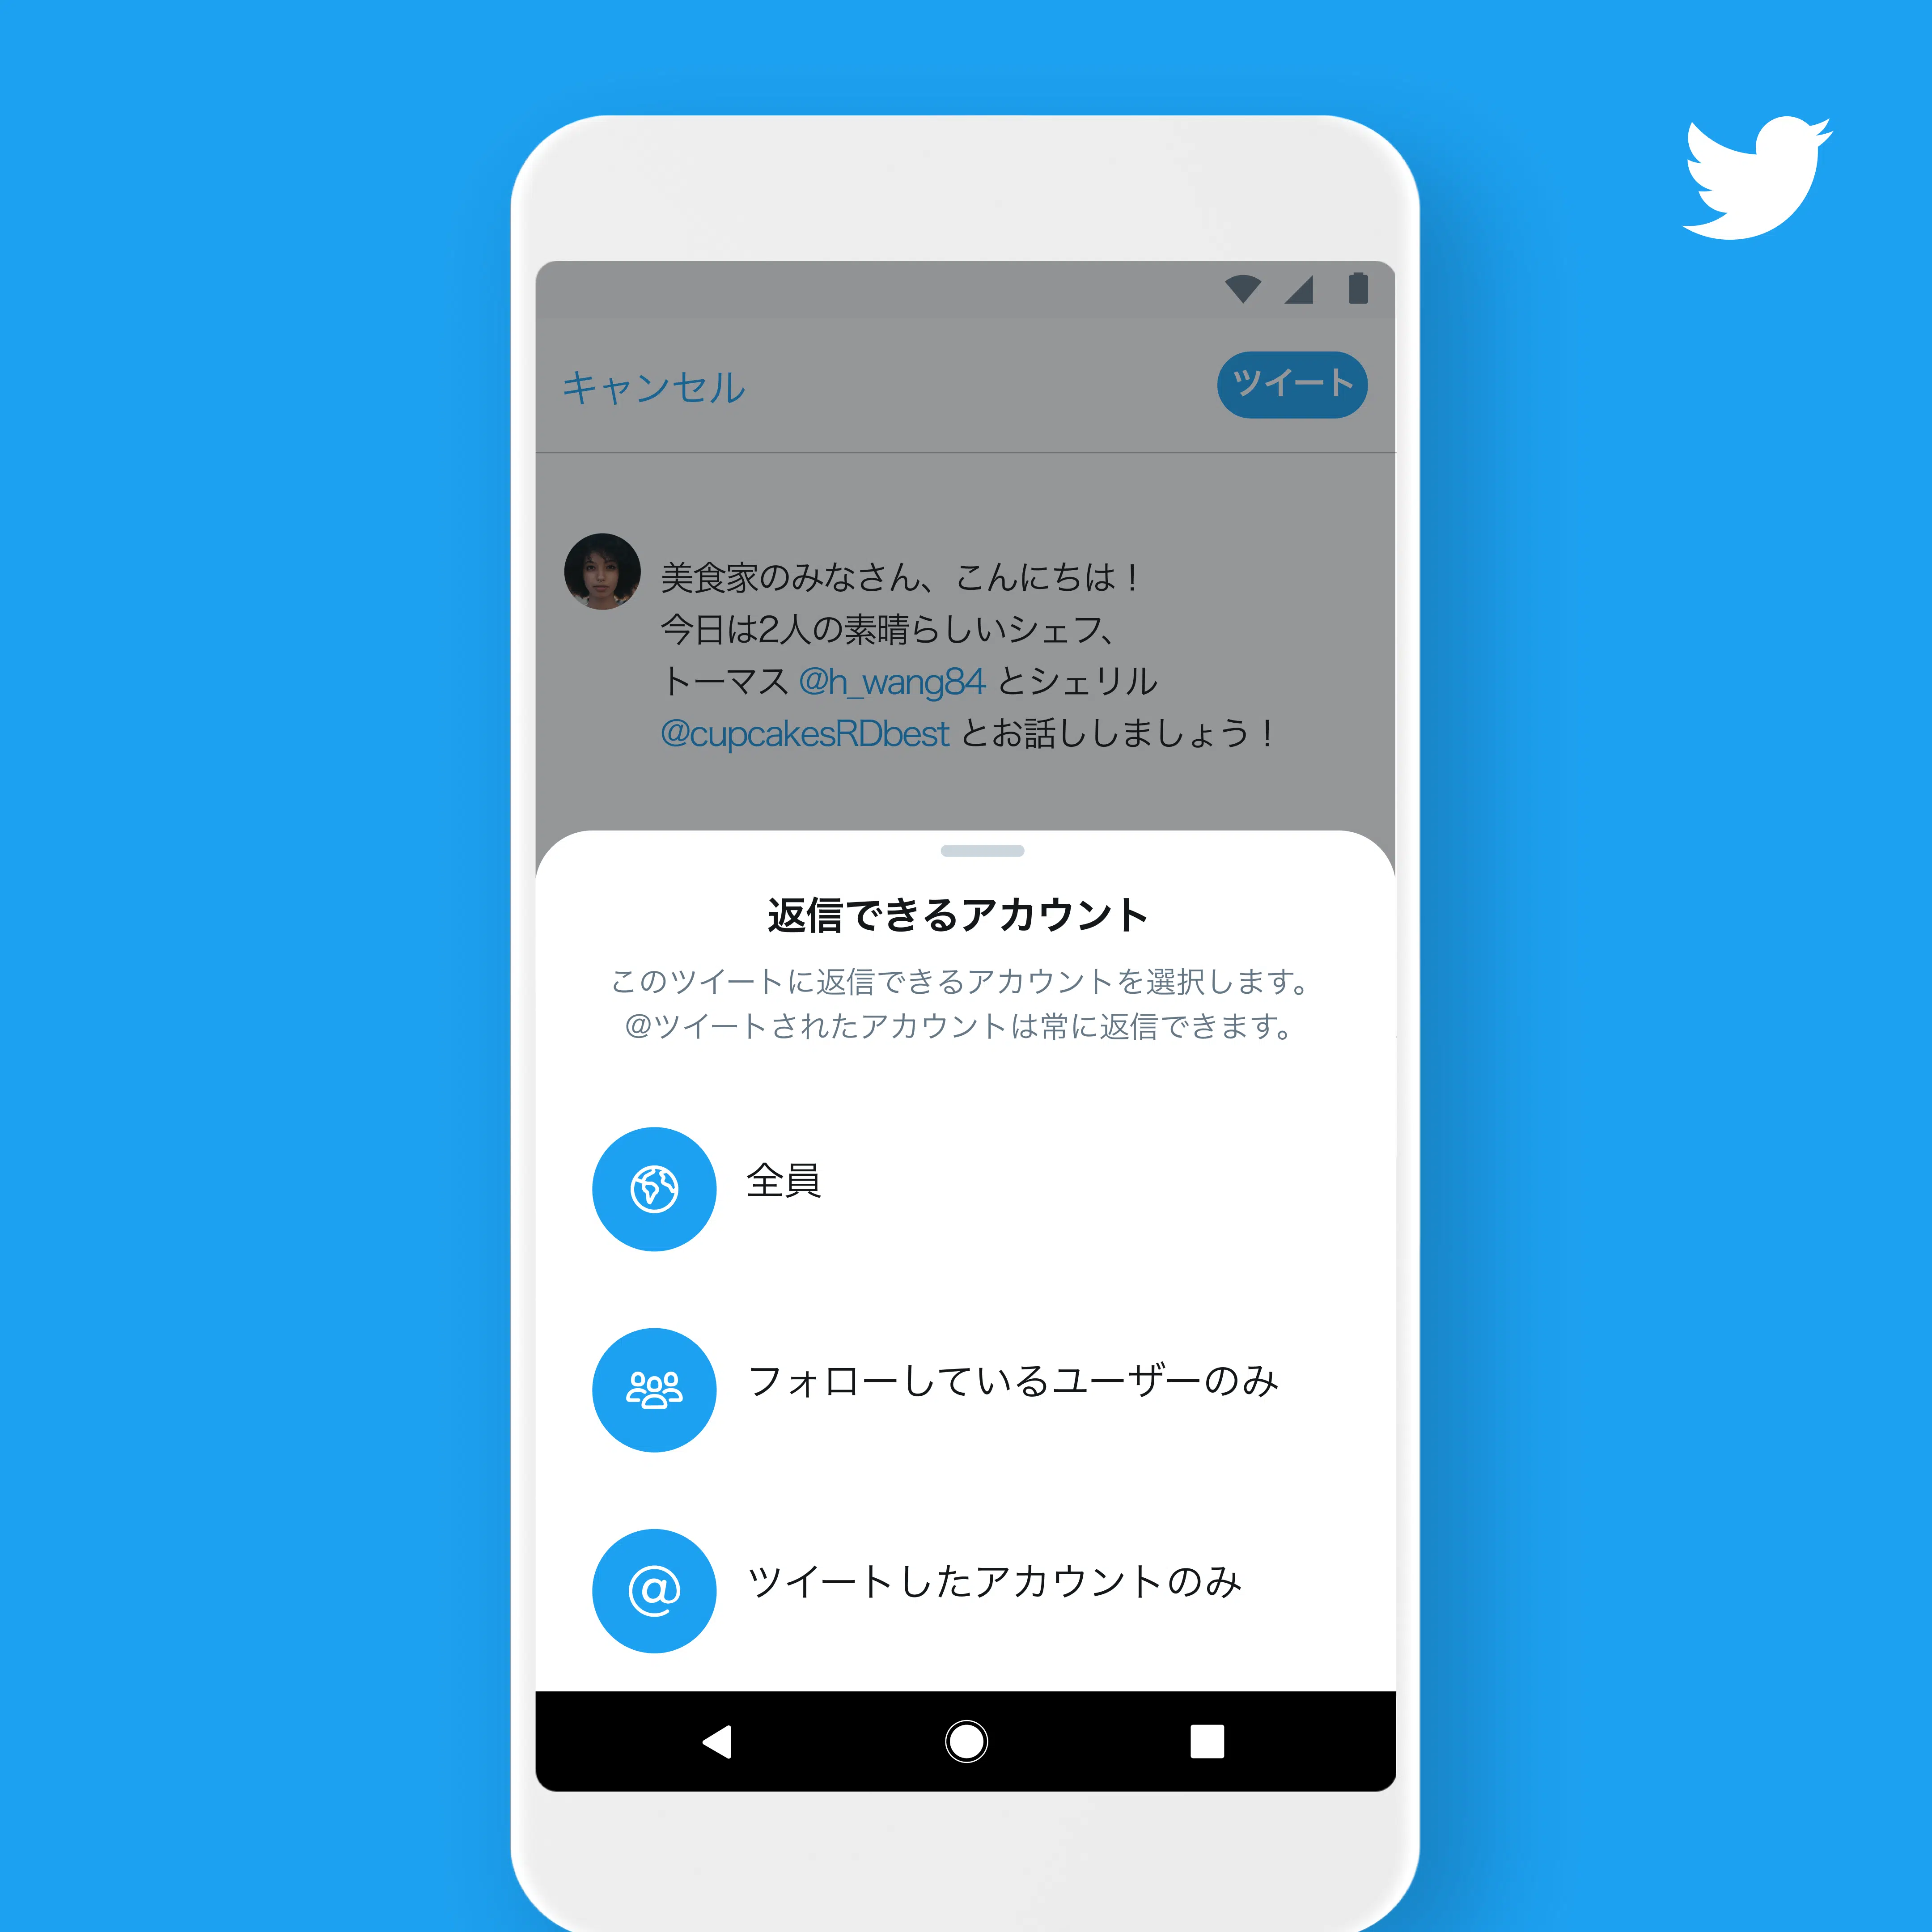 キャンセル
ツイート
美食家のみなさん、こんにちは！
今日は2人の素晴らしいシェフ、
トーマス @h_wang84 とシェリル
@cupcakesRDbest とお話ししましょう！
返信できるアカウント
このツイートに返信できるアカウントを選択します。
@ツイートされたアカウントは常に返信できます。
全員
フォローしているユーザーのみ
@
ツイートしたアカウントのみ